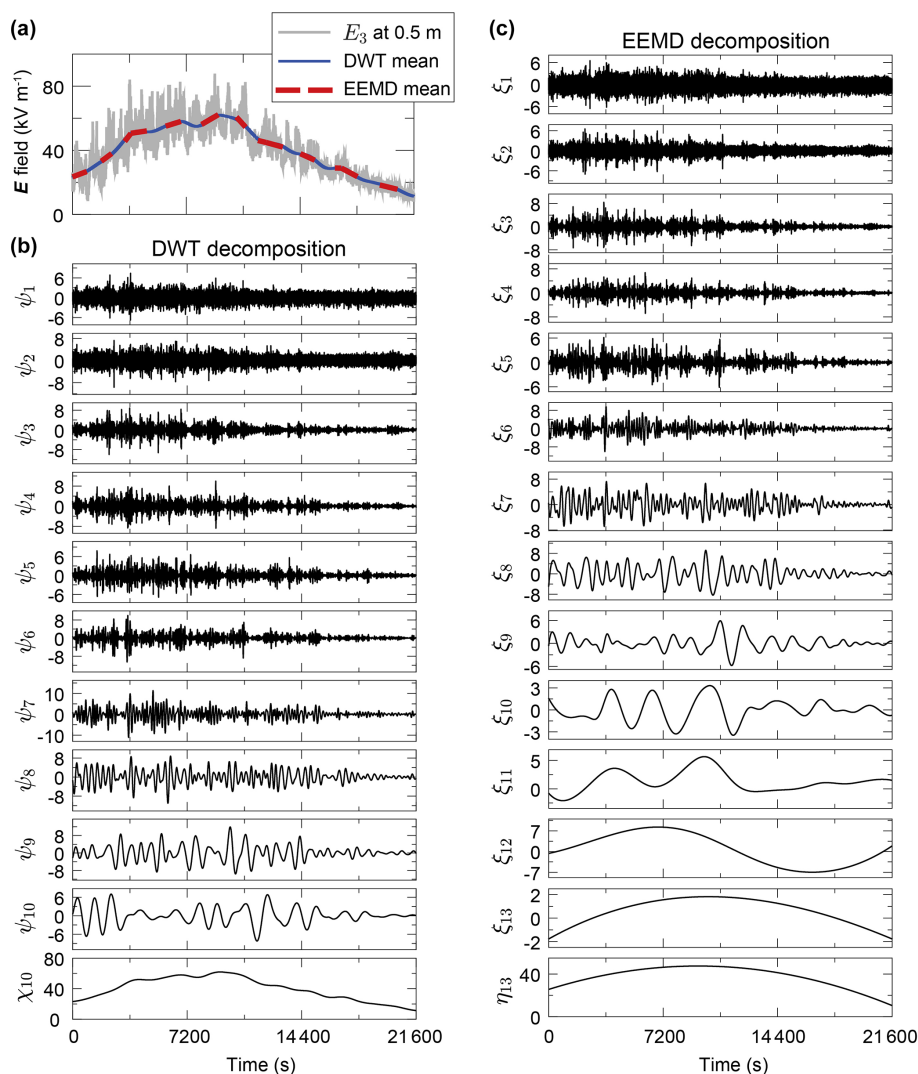 (a)
E₃ at 0.5 m
DWT mean
EEMD mean
E field (kV m⁻¹)
80
40
0
(b)
DWT decomposition
ψ₁
6
0
-6
ψ₂
8
0
-8
ψ₃
8
0
-8
ψ₄
8
0
-8
ψ₅
6
0
-6
ψ₆
8
0
-8
ψ₇
10
0
-10
ψ₈
8
0
-8
ψ₉
8
0
-8
ψ₁₀
6
0
-6
χ₁₀
80
40
0
0 7200 14 400 21 600
Time (s)
(c)
EEMD decomposition
ξ₁
6
0
-6
ξ₂
6
0
-6
ξ₃
8
0
-8
ξ₄
8
0
-8
ξ₅
6
0
-6
ξ₆
8
0
-8
ξ₇
8
0
-8
ξ₈
8
0
-8
ξ₉
6
0
-6
ξ₁₀
3
0
-3
ξ₁₁
5
0
ξ₁₂
7
0
-7
ξ₁₃
2
0
-2
η₁₃
40
0
0 7200 14 400 21 600
Time (s)